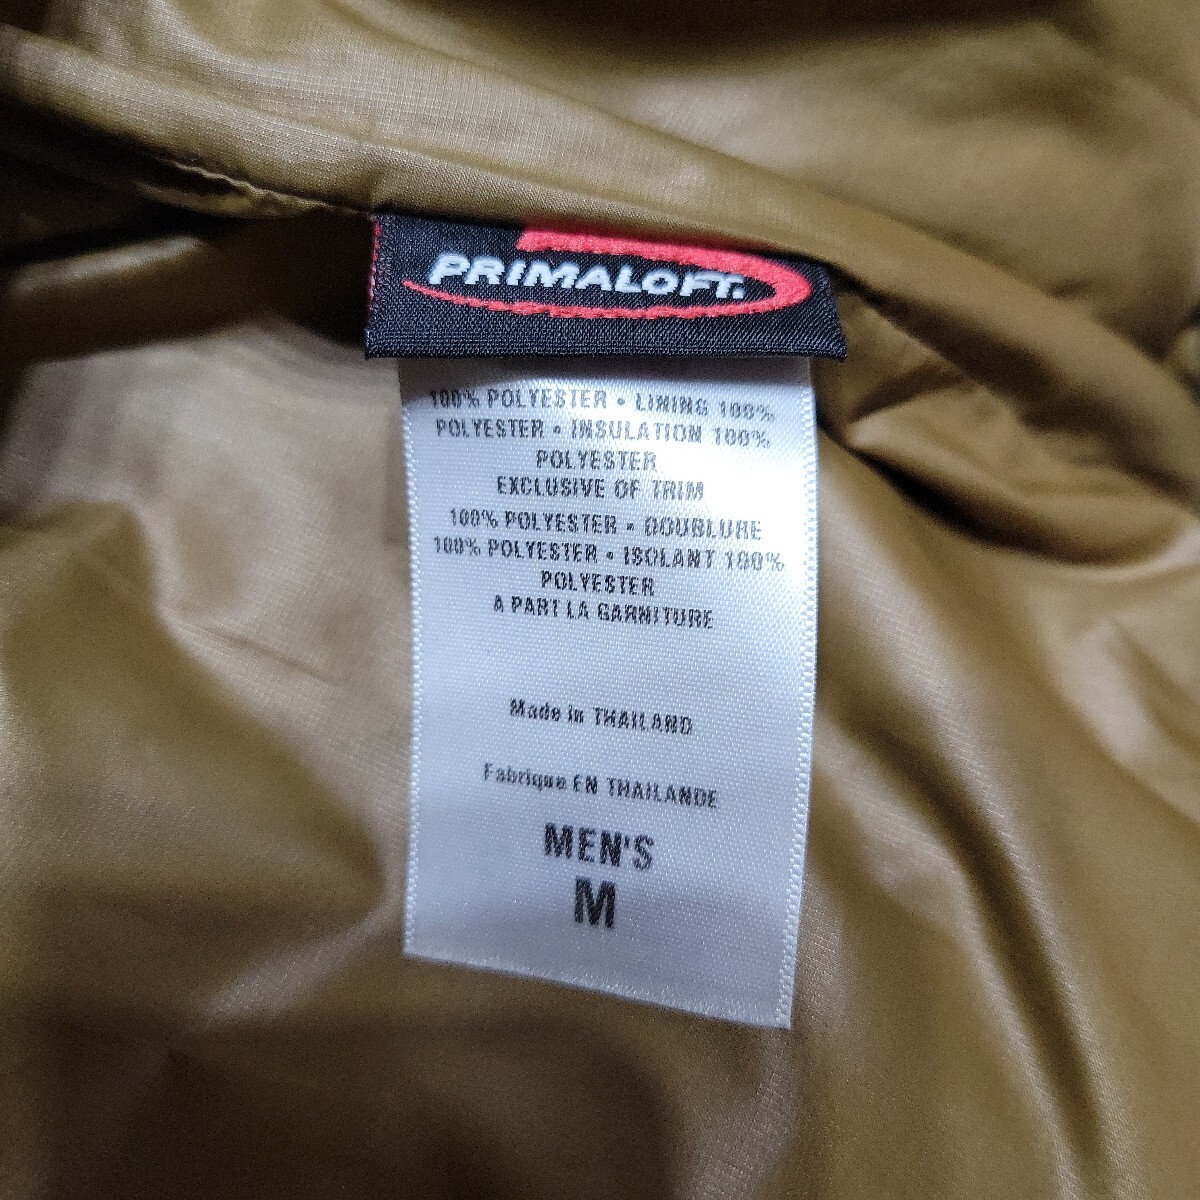 PRIMALOFT.
100% POLYESTER • LINING 100%
POLYESTER • INSULATION 100%
POLYESTER
EXCLUSIVE OF TRIM
100% POLYESTER • DOUBLURE
100% POLYESTER • ISOLANT 100%
POLYESTER
A PART LA GARNITURE
Made in THAILAND
Fabrique EN THAILANDE
MEN'S
M